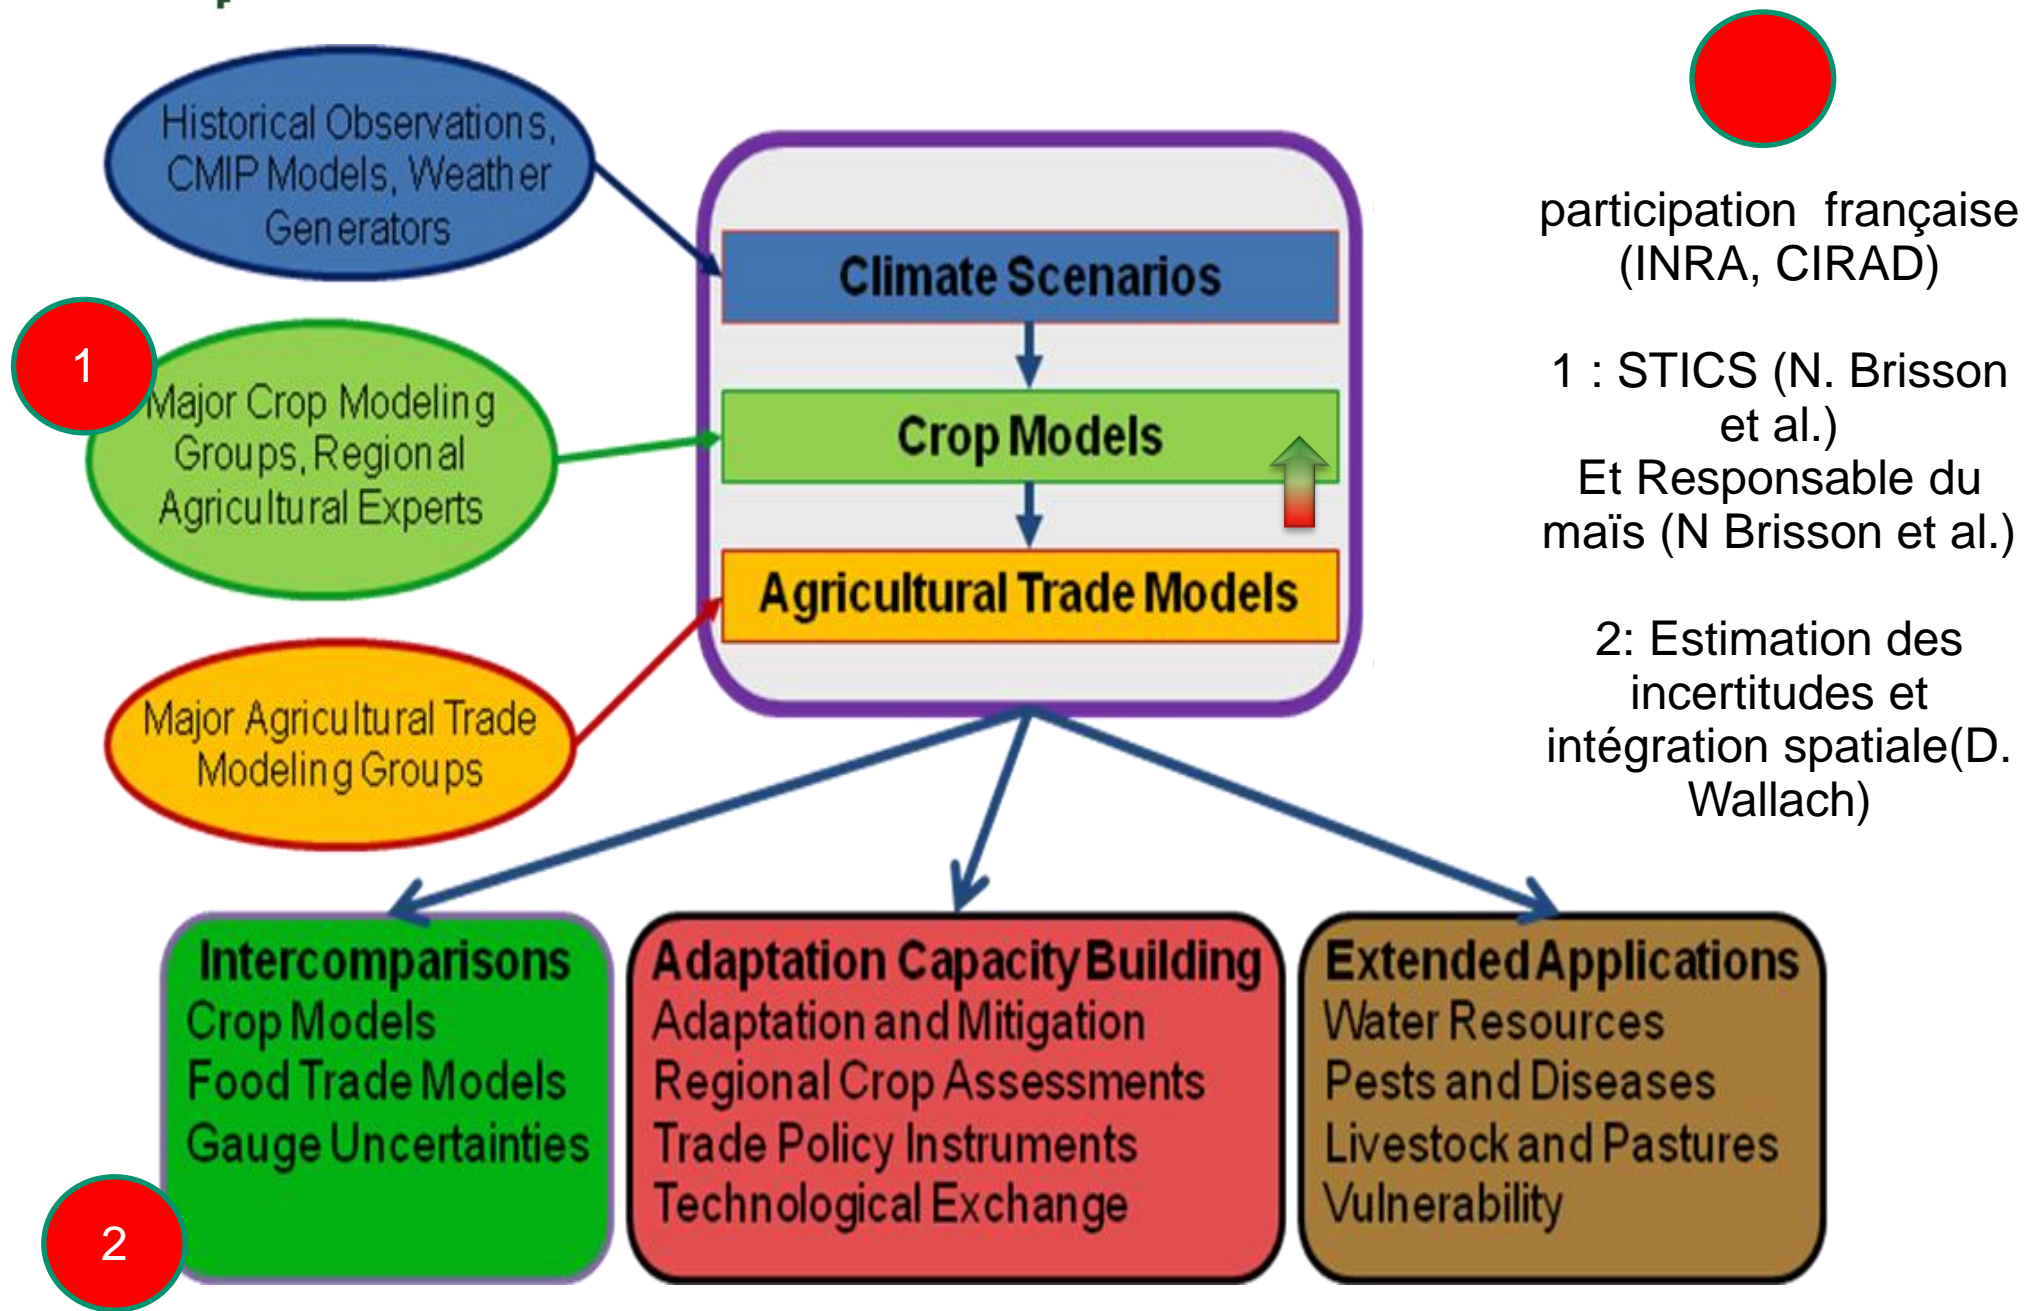 Historical Observations,
CMIP Models, Weather
Generators
1
Major Crop Modeling
Groups, Regional
Agricultural Experts
Major Agricultural Trade
Modeling Groups
Climate Scenarios
Crop Models
Agricultural Trade Models
participation française
(INRA, CIRAD)
1 : STICS (N. Brisson
et al.)
Et Responsable du
maïs (N Brisson et al.)
2: Estimation des
incertitudes et
intégration spatiale(D.
Wallach)
Intercomparisons
Crop Models
Food Trade Models
Gauge Uncertainties
2
Adaptation Capacity Building
Adaptation and Mitigation
Regional Crop Assessments
Trade Policy Instruments
Technological Exchange
Extended Applications
Water Resources
Pests and Diseases
Livestock and Pastures
Vulnerability